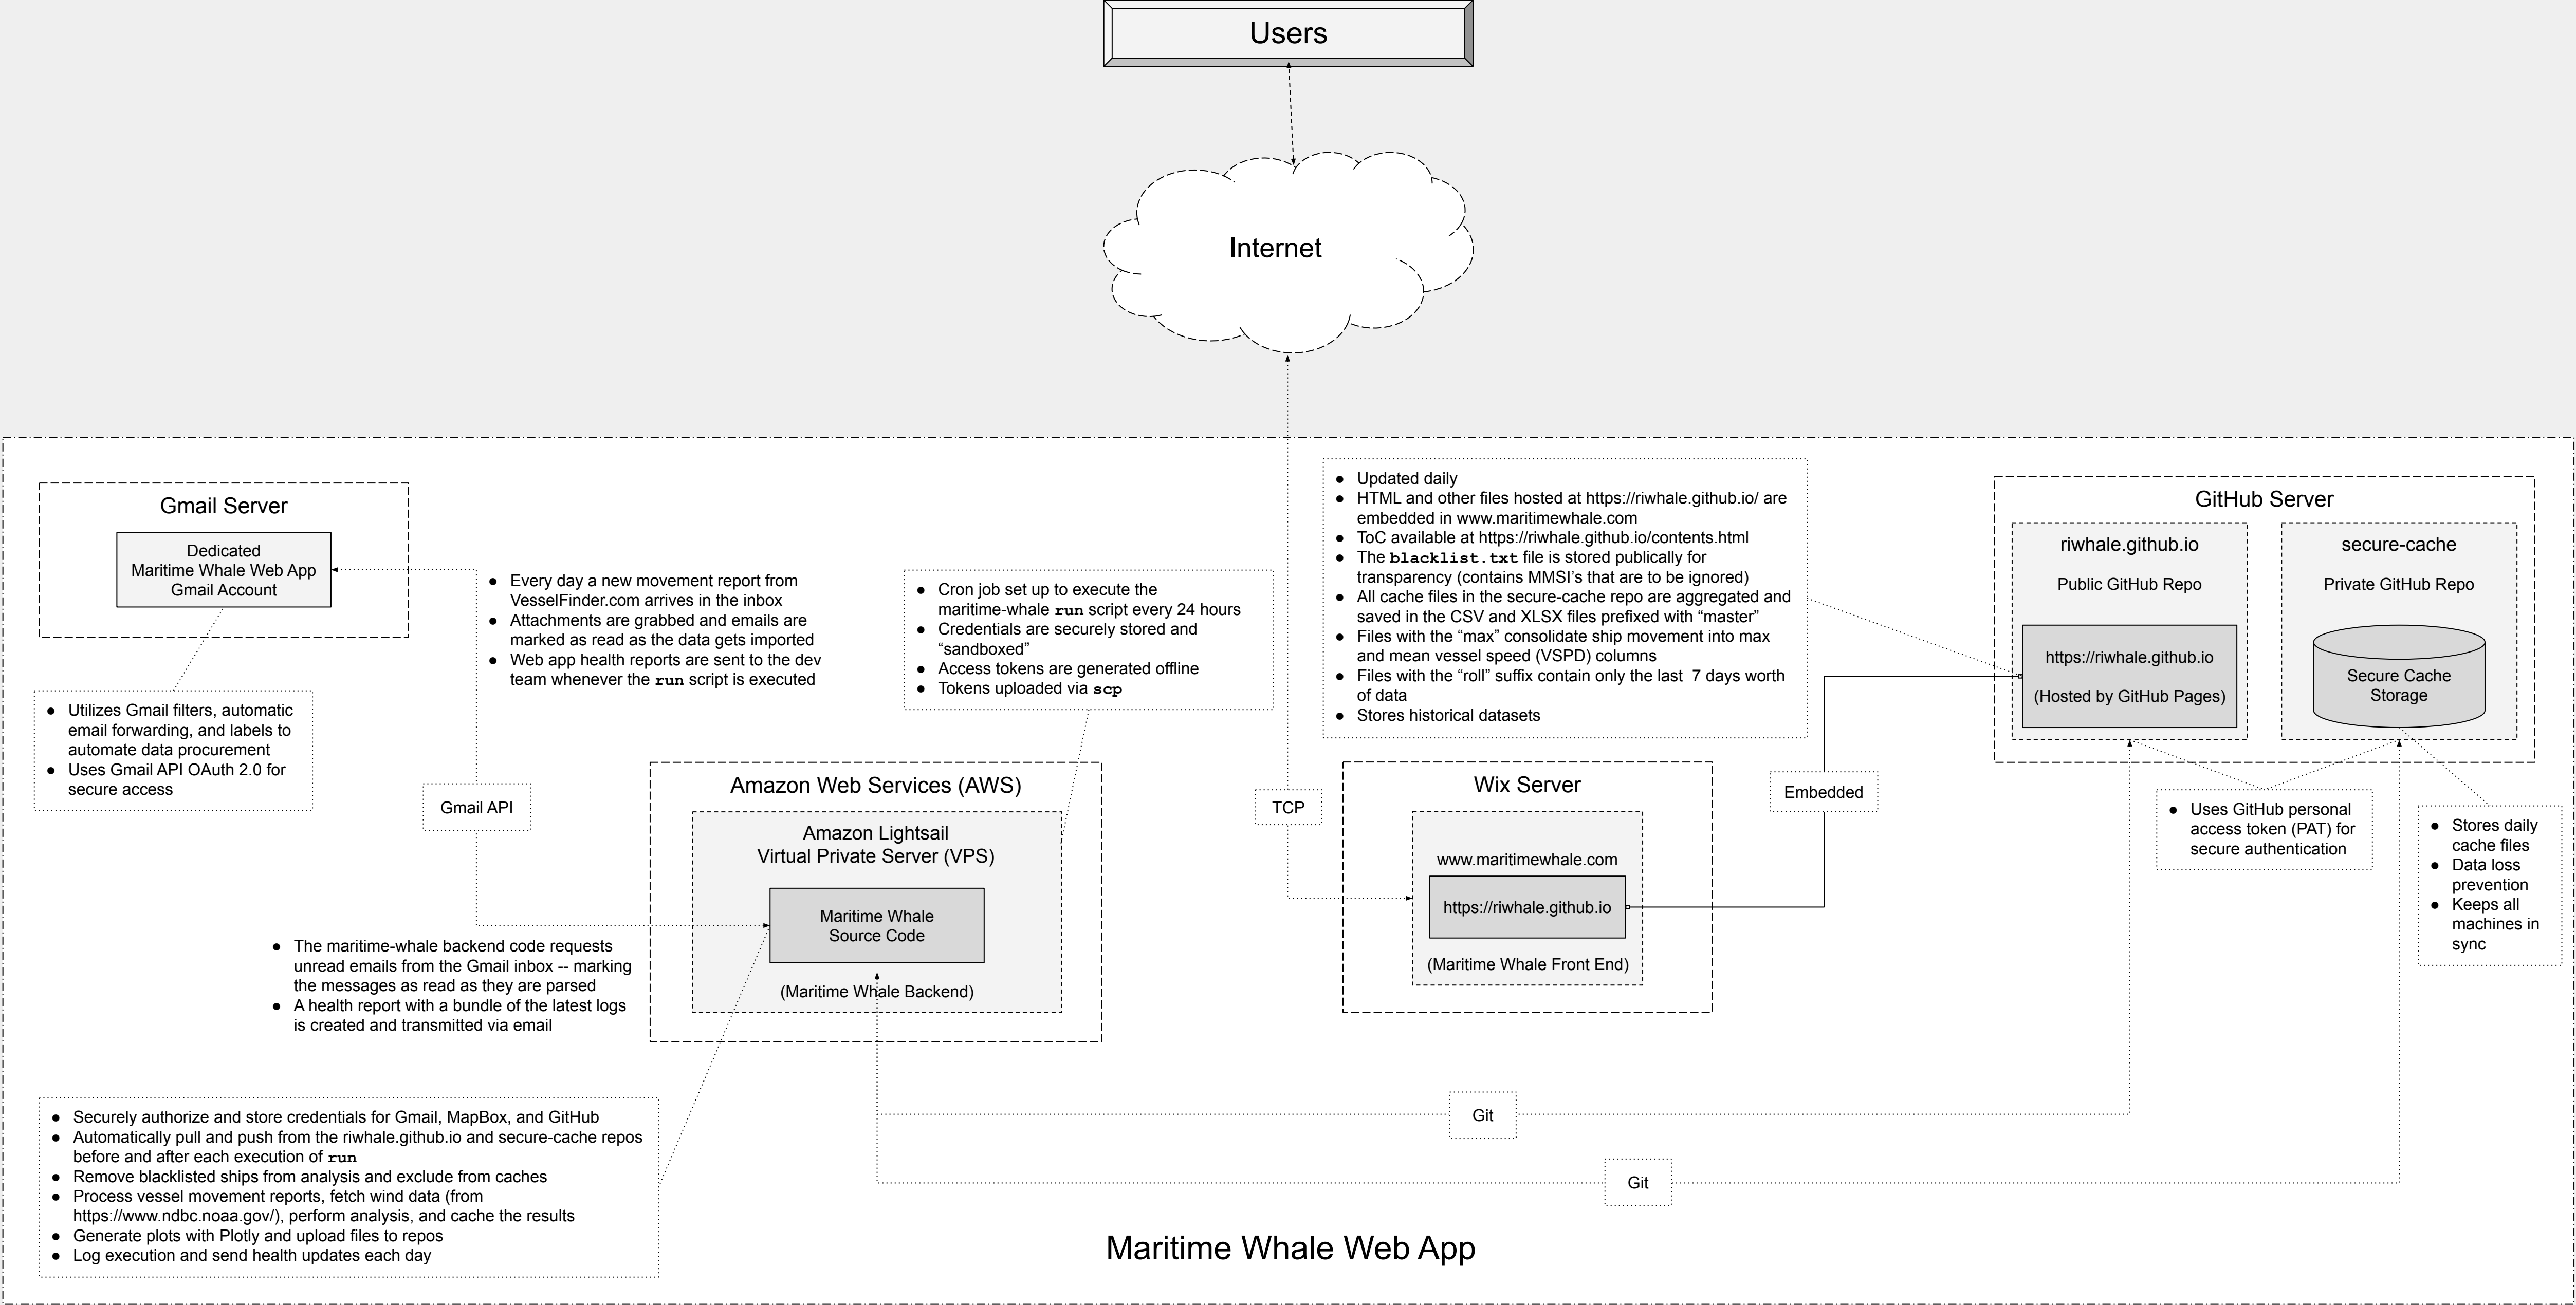 Users
Internet
Gmail Server
Dedicated
Maritime Whale Web App
Gmail Account
● Utilizes Gmail filters, automatic
email forwarding, and labels to
automate data procurement
● Uses Gmail API OAuth 2.0 for
secure access
● Every day a new movement report from
VesselFinder.com arrives in the inbox
● Attachments are grabbed and emails are
marked as read as the data gets imported
● Web app health reports are sent to the dev
team whenever the run script is executed
Gmail API
● The maritime-whale backend code requests
unread emails from the Gmail inbox -- marking
the messages as read as they are parsed
● A health report with a bundle of the latest logs
is created and transmitted via email
● Cron job set up to execute the
maritime-whale run script every 24 hours
● Credentials are securely stored and
“sandboxed”
● Access tokens are generated offline
● Tokens uploaded via scp
Amazon Web Services (AWS)
Amazon Lightsail
Virtual Private Server (VPS)
Maritime Whale
Source Code
(Maritime Whale Backend)
● Securely authorize and store credentials for Gmail, MapBox, and GitHub
● Automatically pull and push from the riwhale.github.io and secure-cache repos
before and after each execution of run
● Remove blacklisted ships from analysis and exclude from caches
● Process vessel movement reports, fetch wind data (from
https://www.ndbc.noaa.gov/), perform analysis, and cache the results
● Generate plots with Plotly and upload files to repos
● Log execution and send health updates each day
TCP
● Updated daily
● HTML and other files hosted at https://riwhale.github.io/ are
embedded in www.maritimewhale.com
● ToC available at https://riwhale.github.io/contents.html
● The blacklist.txt file is stored publically for
transparency (contains MMSI’s that are to be ignored)
● All cache files in the secure-cache repo are aggregated and
saved in the CSV and XLSX files prefixed with “master”
● Files with the “max” consolidate ship movement into max
and mean vessel speed (VSPD) columns
● Files with the “roll” suffix contain only the last 7 days worth
of data
● Stores historical datasets
Wix Server
www.maritimewhale.com
https://riwhale.github.io
(Maritime Whale Front End)
Embedded
GitHub Server
riwhale.github.io
Public GitHub Repo
https://riwhale.github.io
(Hosted by GitHub Pages)
secure-cache
Private GitHub Repo
Secure Cache
Storage
● Uses GitHub personal
access token (PAT) for
secure authentication
● Stores daily
cache files
● Data loss
prevention
● Keeps all
machines in
sync
Git
Git
Maritime Whale Web App